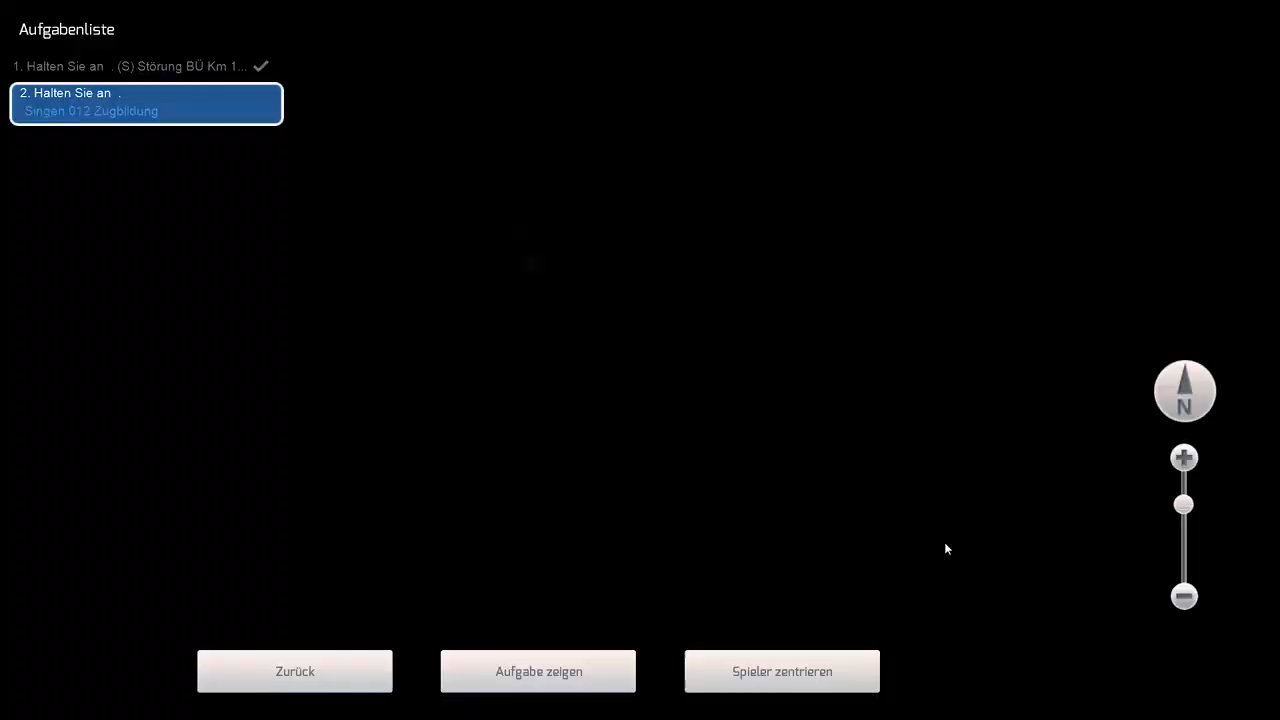 Aufgabenliste
1. Halten Sie an . (S) Störung BÜ Km 1...
2. Halten Sie an .
Singen 012 Zugbildung
N
Zurück
Aufgabe zeigen
Spieler zentrieren